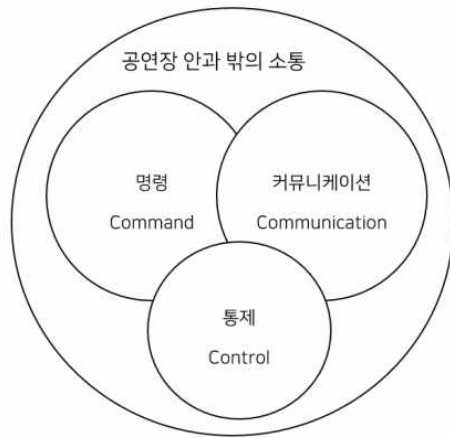 공연장 안과 밖의 소통
명령
Command
커뮤니케이션
Communication
통제
Control